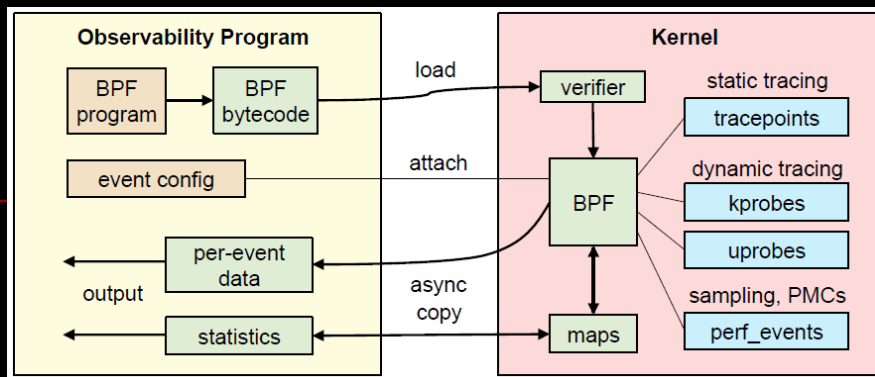 Observability Program
BPF
program
BPF
bytecode
event config
per-event
data
output
statistics
load
attach
async
copy
Kernel
verifier
BPF
maps
static tracing
tracepoints
dynamic tracing
kprobes
uprobes
sampling, PMCs
perf_events